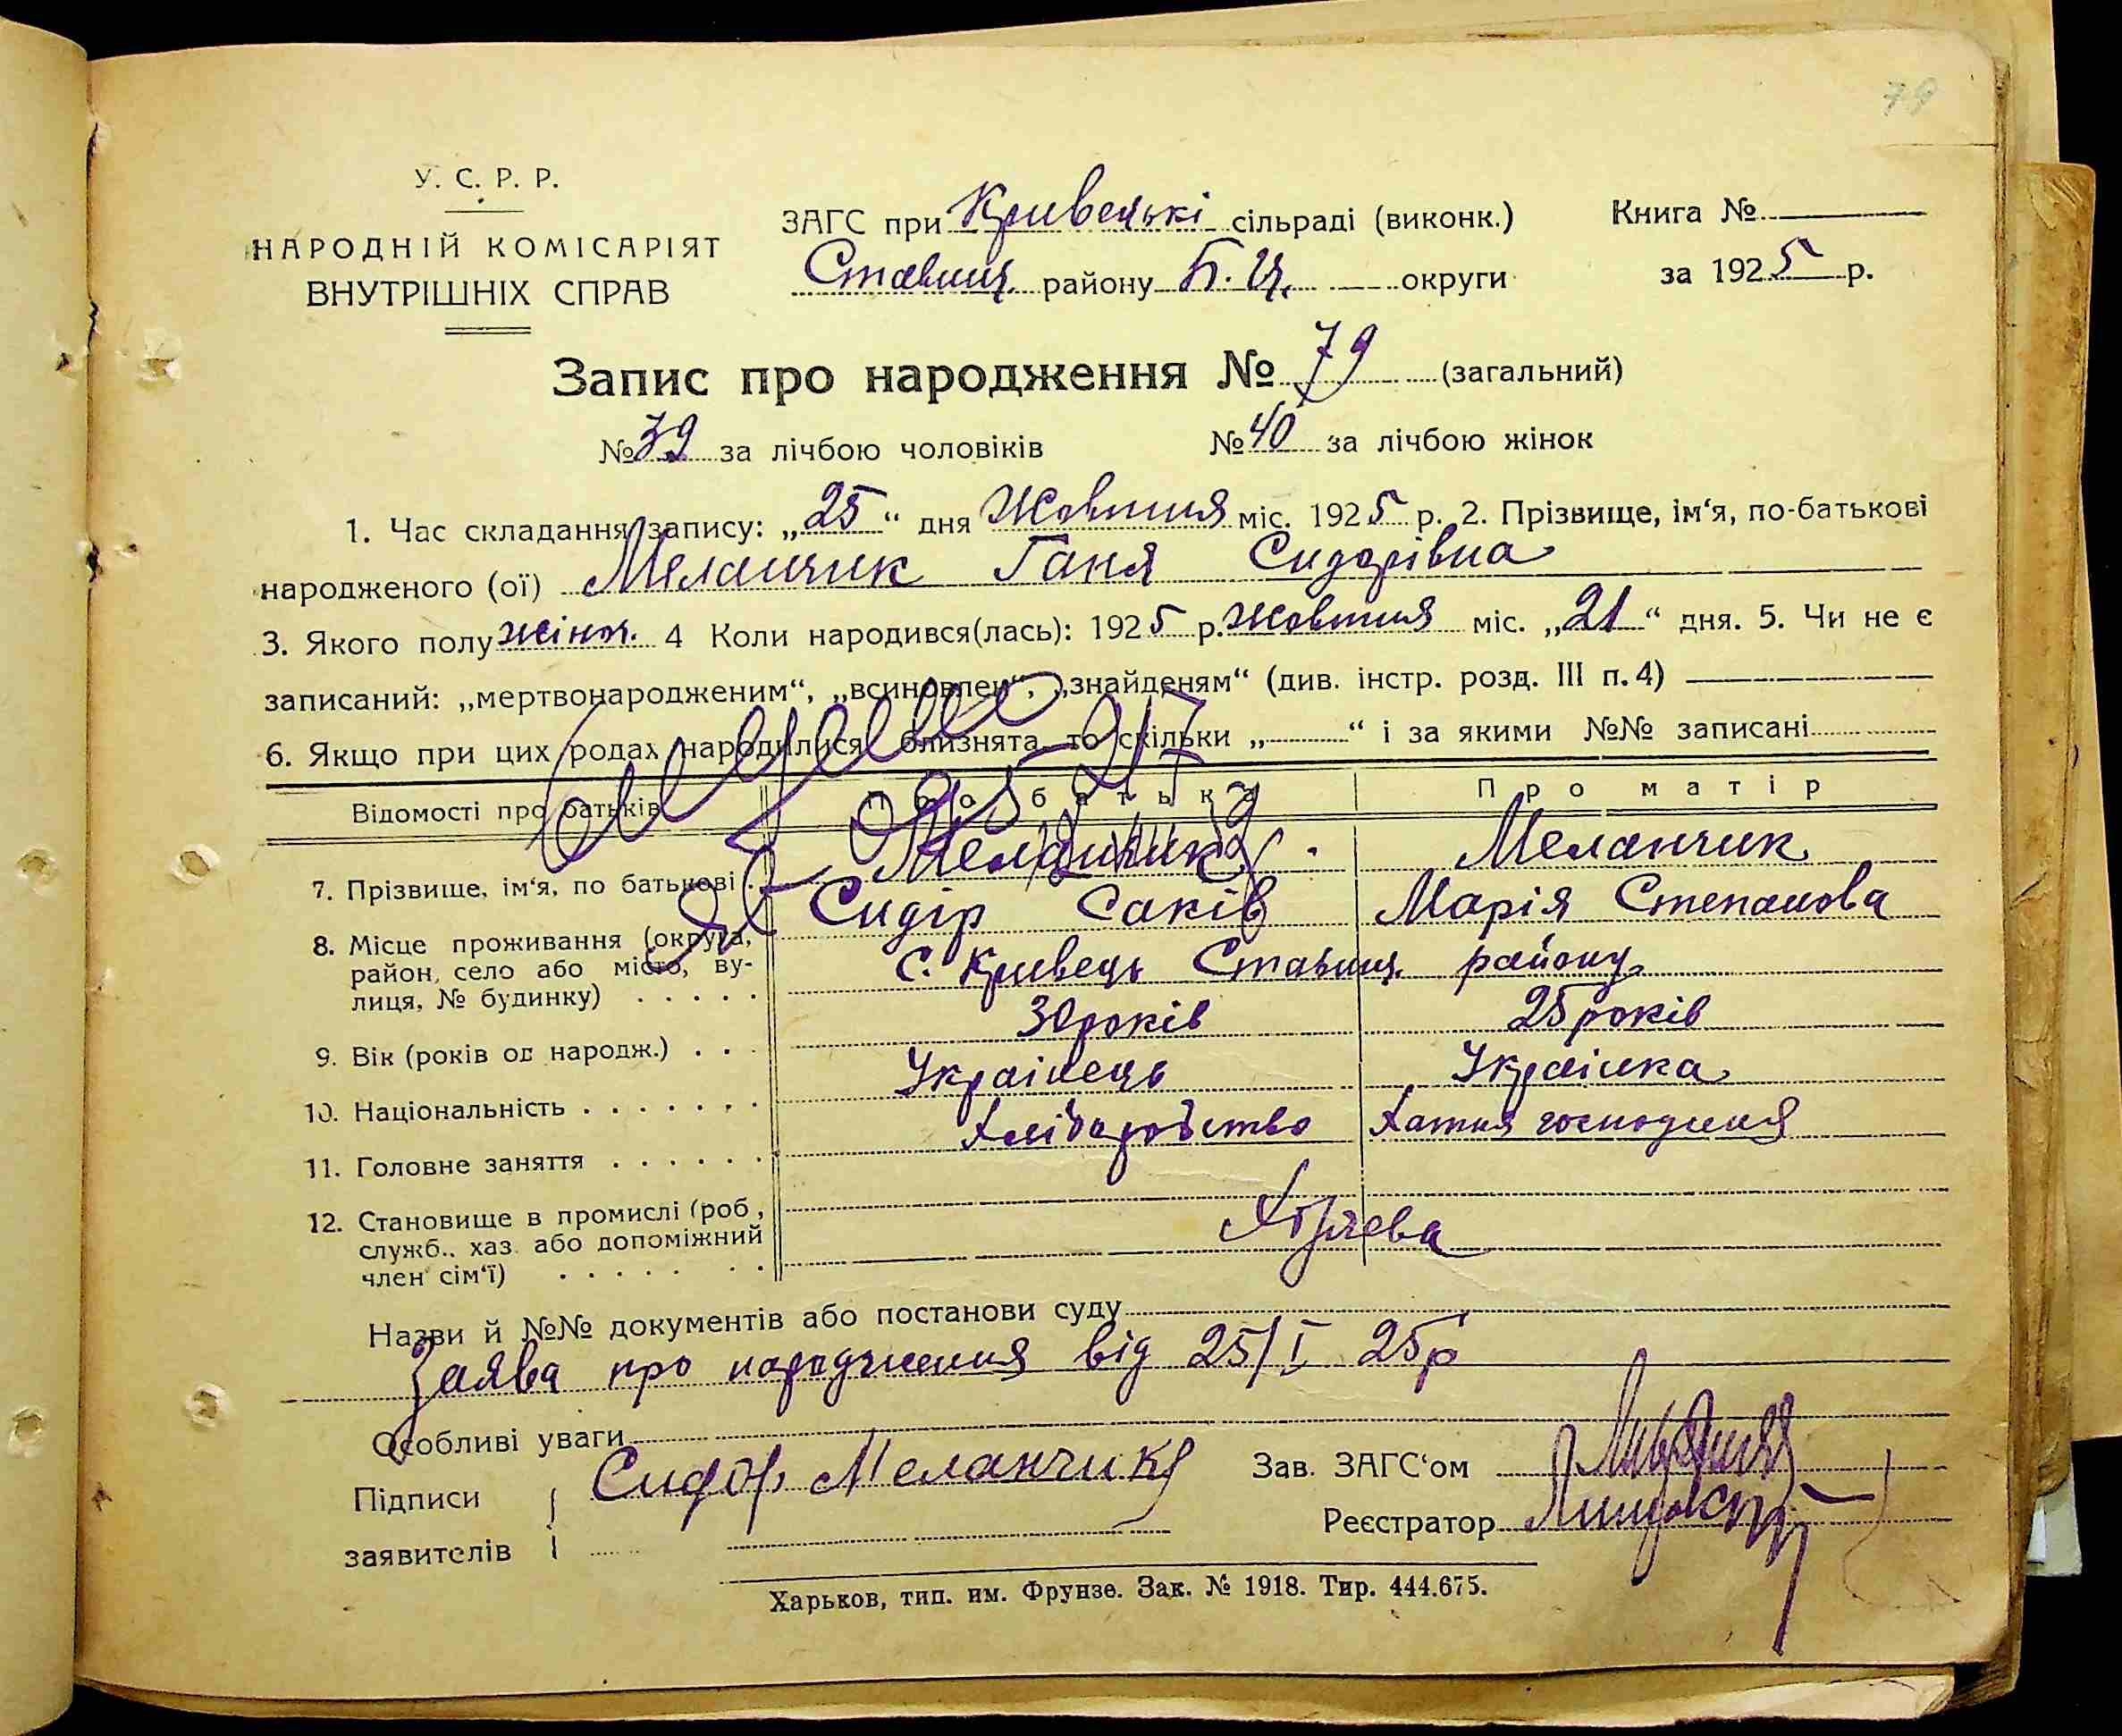 79
У. С. Р. Р.
НАРОДНІЙ КОМІСАРІЯТ
ВНУТРІШНІХ СПРАВ
ЗАГС при Кривецькі сільраді (виконк.)
Ставищ. району Б. Ц. округи
Книга №
за 1925 р.
Запис про народження № 79 (загальний)
№ 39 за лічбою чоловіків № 40 за лічбою жінок
1. Час складання запису: „25“ дня Жовтня міс. 1925 р. 2. Прізвище, ім‘я, по-батькові
народженого (ої) Меланчик Ганя Сидорівна
3. Якого полу жіноч. 4 Коли народився(лась): 1925 р. Жовтня міс. „21“ дня. 5. Чи не є
записаний: „мертвонародженим“, „всиновлен“, „знайденям“ (див. інстр. розд. III п. 4)
6. Якщо при цих родах народилися близнята, то скільки „ “ і за якими №№ записані
Відомості про батьків Про батька Про матір
7. Прізвище, ім‘я, по батькові Меланчик Меланчик
Сидір Саків Марія Степанова
8. Місце проживання (округа,
район, село або місто, ву-
лиця, № будинку)
с. Кривець Ставищ. району
9. Вік (років од народж.) 30 років 25 років
10. Національність Українець Українка
11. Головне заняття Хліборобство Хатня господиня
12. Становище в промислі (роб.,
служб., хаз. або допоміжний
член сім‘ї)
Назви й №№ документів або постанови суду
Заява про народження від 25/I 25р
Особливі уваги
Підписи
заявителів
Сидор Меланчик
Зав. ЗАГС‘ом
Реєстратор
Харьков, тип. им. Фрунзе. Зак. № 1918. Тир. 444.675.